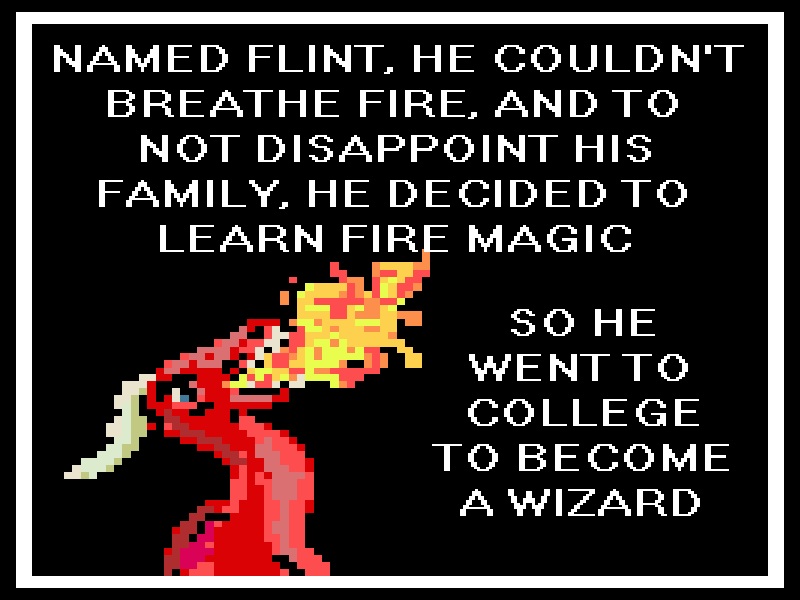 NAMED FLINT, HE COULDN'T
BREATHE FIRE, AND TO
NOT DISAPPOINT HIS
FAMILY, HE DECIDED TO
LEARN FIRE MAGIC
SO HE
WENT TO
COLLEGE
TO BECOME
A WIZARD